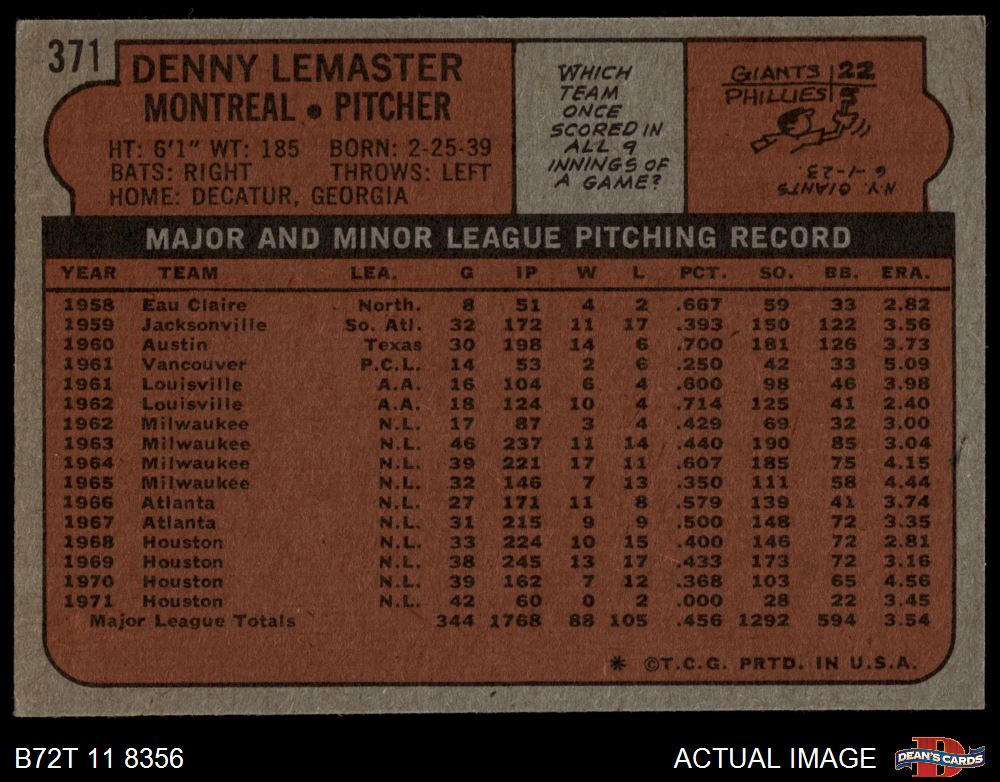 371
DENNY LEMASTER
MONTREAL • PITCHER
HT: 6'1" WT: 185 BORN: 2-25-39
BATS: RIGHT THROWS: LEFT
HOME: DECATUR, GEORGIA
WHICH
TEAM
ONCE
SCORED IN
ALL 9
INNINGS OF
A GAME?
GIANTS 22
PHILLIES
N.Y. GIANTS
6-1-23
MAJOR AND MINOR LEAGUE PITCHING RECORD
YEAR TEAM LEA. G IP W L PCT. SO. BB. ERA.
1958 Eau Claire North. 8 51 4 2 .667 59 33 2.82
1959 Jacksonville So. Atl. 32 172 11 17 .393 150 122 3.56
1960 Austin Texas 30 198 14 6 .700 181 126 3.73
1961 Vancouver P.C.L. 14 53 2 6 .250 42 33 5.09
1961 Louisville A.A. 16 104 6 4 .600 98 46 3.98
1962 Louisville A.A. 18 124 10 4 .714 125 41 2.40
1962 Milwaukee N.L. 17 87 3 4 .429 69 32 3.00
1963 Milwaukee N.L. 46 237 11 14 .440 190 85 3.04
1964 Milwaukee N.L. 39 221 17 11 .607 185 75 4.15
1965 Milwaukee N.L. 32 146 7 13 .350 111 58 4.44
1966 Atlanta N.L. 27 171 11 8 .579 139 41 3.74
1967 Atlanta N.L. 31 215 9 9 .500 148 72 3.35
1968 Houston N.L. 33 224 10 15 .400 146 72 2.81
1969 Houston N.L. 38 245 13 17 .433 173 72 3.16
1970 Houston N.L. 39 162 7 12 .368 103 65 4.56
1971 Houston N.L. 42 60 0 2 .000 28 22 3.45
Major League Totals 344 1768 88 105 .456 1292 594 3.54
* ©T.C.G. PRTD. IN U.S.A.
B72T 11 8356
ACTUAL IMAGE
DEAN'S CARDS